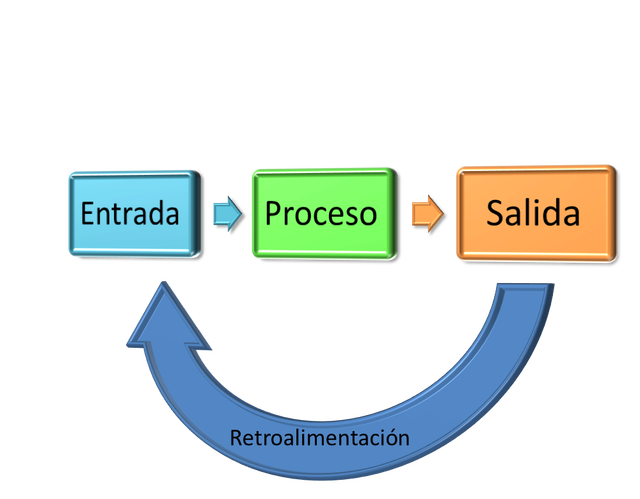 Entrada
Proceso
Salida
Retroalimentación